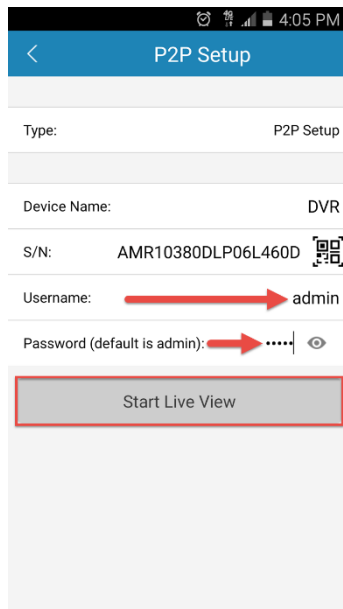 4:05 PM
P2P Setup
Type: P2P Setup
Device Name: DVR
S/N: AMR10380DLP06L460D
Username: admin
Password (default is admin): •••••
Start Live View